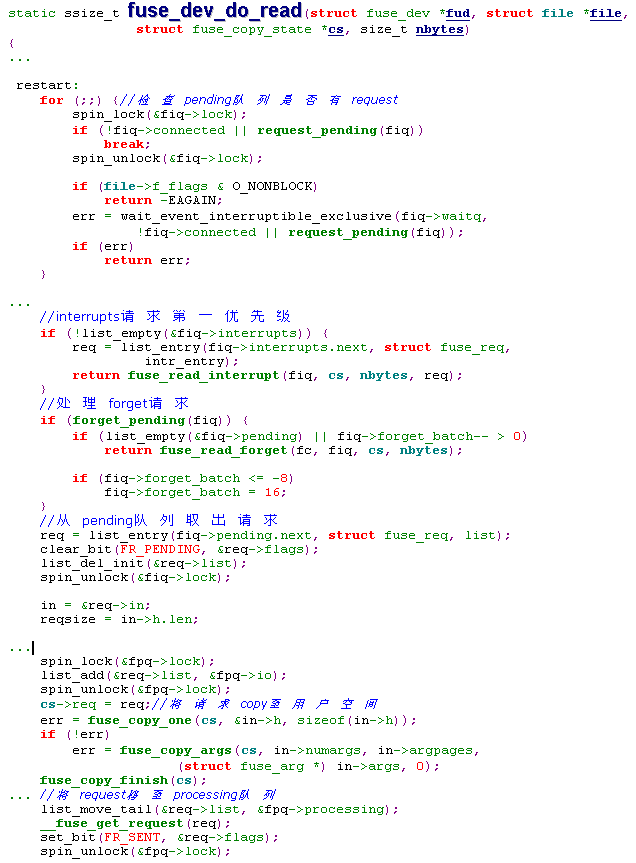 static ssize_t fuse_dev_do_read(struct fuse_dev *fud, struct file *file,
                struct fuse_copy_state *cs, size_t nbytes)
{
...

 restart:
    for (;;) {//检查pending队列是否有request
        spin_lock(&fiq->lock);
        if (!fiq->connected || request_pending(fiq))
            break;
        spin_unlock(&fiq->lock);

        if (file->f_flags & O_NONBLOCK)
            return -EAGAIN;
        err = wait_event_interruptible_exclusive(fiq->waitq,
                !fiq->connected || request_pending(fiq));
        if (err)
            return err;
    }

...
    //interrupts请求第一优先级
    if (!list_empty(&fiq->interrupts)) {
        req = list_entry(fiq->interrupts.next, struct fuse_req,
                 intr_entry);
        return fuse_read_interrupt(fiq, cs, nbytes, req);
    }
    //处理forget请求
    if (forget_pending(fiq)) {
        if (list_empty(&fiq->pending) || fiq->forget_batch-- > 0)
            return fuse_read_forget(fc, fiq, cs, nbytes);

        if (fiq->forget_batch <= -8)
            fiq->forget_batch = 16;
    }
    //从 pending队列取出请求
    req = list_entry(fiq->pending.next, struct fuse_req, list);
    clear_bit(FR_PENDING, &req->flags);
    list_del_init(&req->list);
    spin_unlock(&fiq->lock);

    in = &req->in;
    reqsize = in->h.len;

...
    spin_lock(&fpq->lock);
    list_add(&req->list, &fpq->io);
    spin_unlock(&fpq->lock);
    cs->req = req;//将请求copy至用户空间
    err = fuse_copy_one(cs, &in->h, sizeof(in->h));
    if (!err)
        err = fuse_copy_args(cs, in->numargs, in->argpages,
                     (struct fuse_arg *) in->args, 0);
    fuse_copy_finish(cs);
... //将request移至processing队列
    list_move_tail(&req->list, &fpq->processing);
    __fuse_get_request(req);
    set_bit(FR_SENT, &req->flags);
    spin_unlock(&fpq->lock);